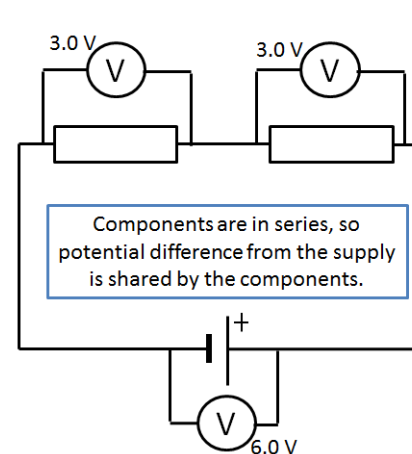 3.0 V
3.0 V
V
V
Components are in series, so
potential difference from the supply
is shared by the components.
+
V
6.0 V